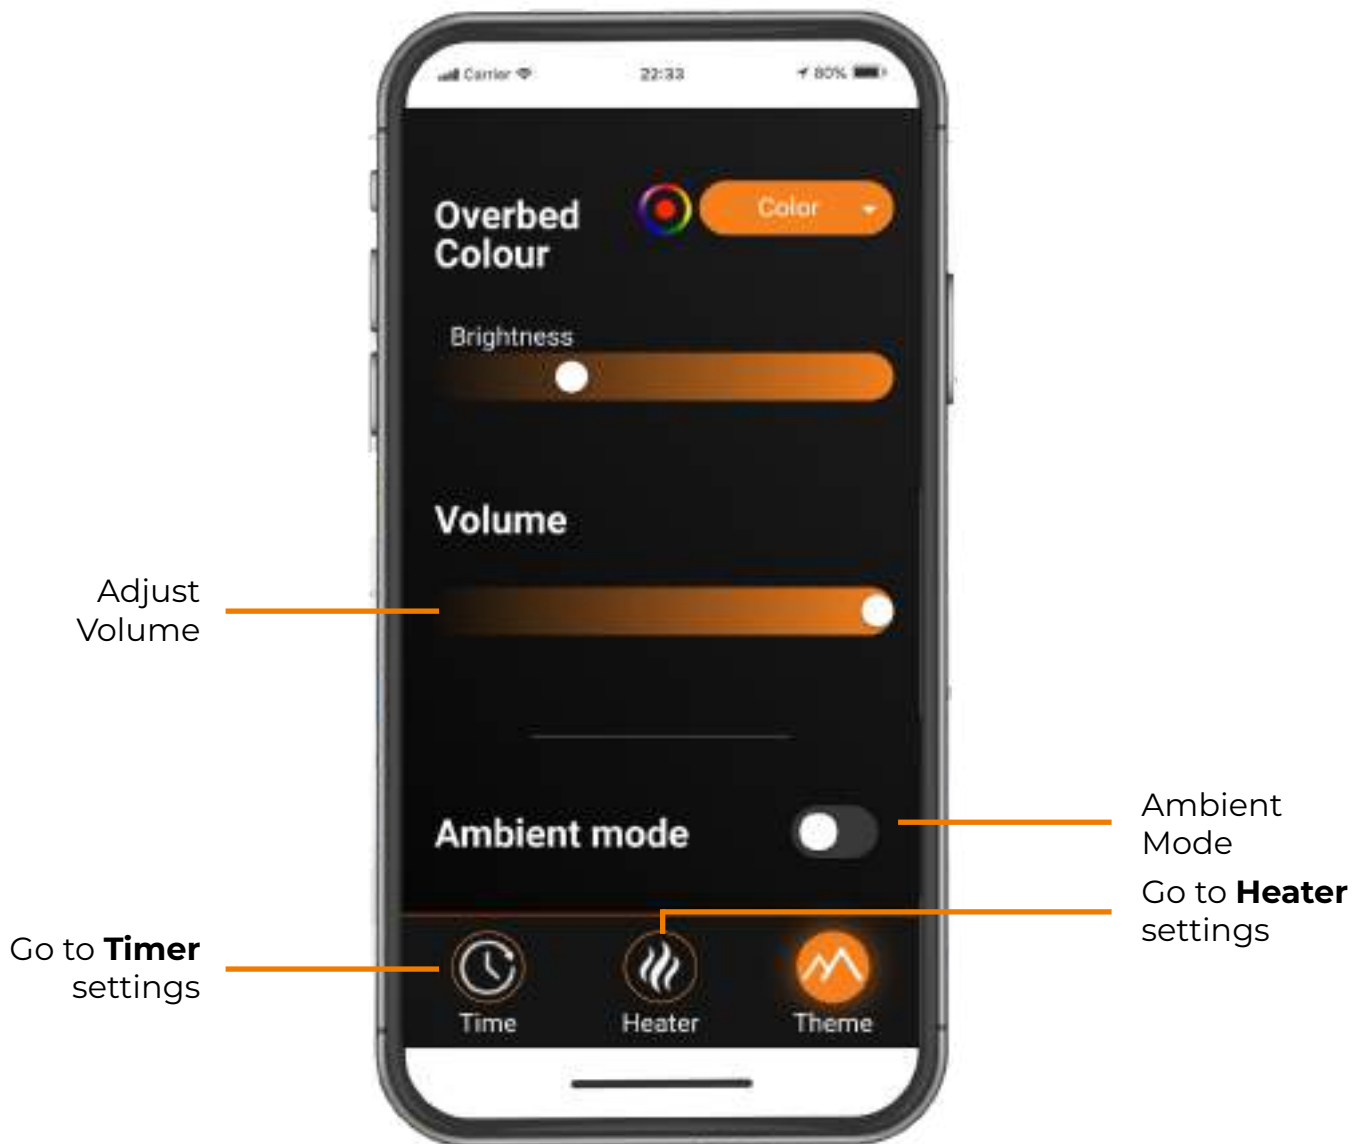 Carrier
22:33
80%
Overbed
Colour
Color
Brightness
Volume
Adjust
Volume
Ambient mode
Ambient
Mode
Go to Heater
settings
Go to Timer
settings
Time
Heater
Theme